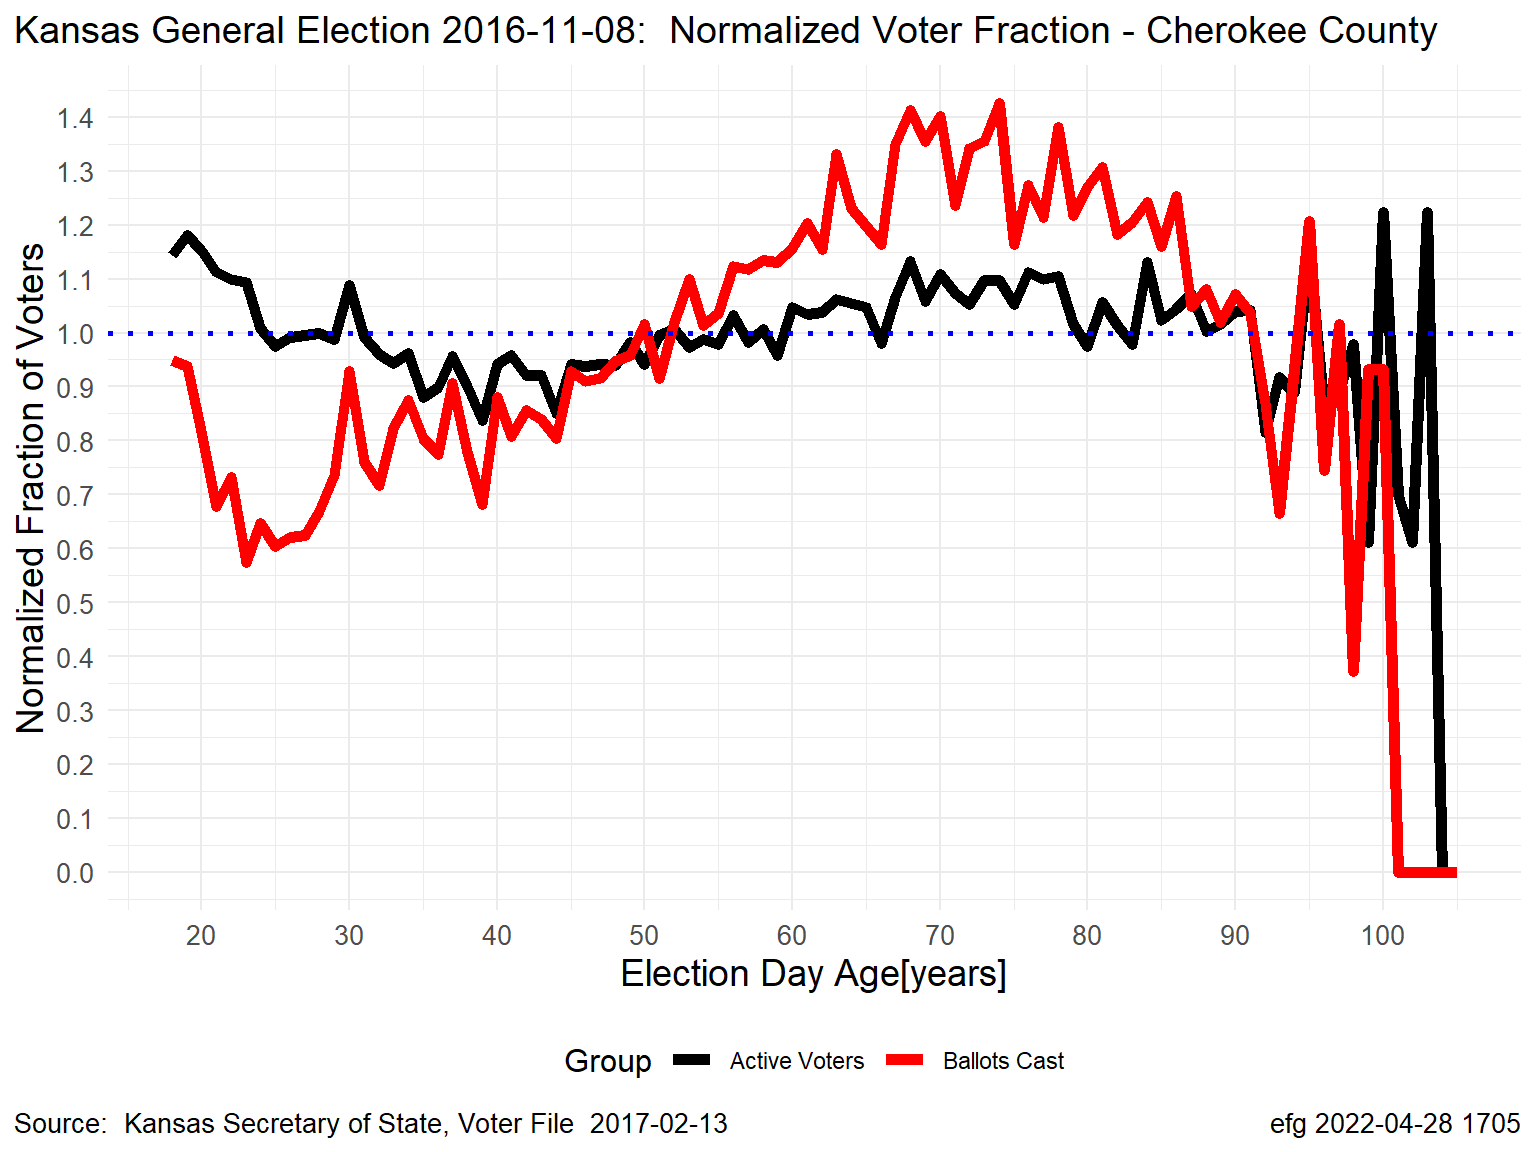 Kansas General Election 2016-11-08:  Normalized Voter Fraction - Cherokee County
Normalized Fraction of Voters
1.4
1.3
1.2
1.1
1.0
0.9
0.8
0.7
0.6
0.5
0.4
0.3
0.2
0.1
0.0
20 30 40 50 60 70 80 90 100
Election Day Age[years]
Group Active Voters Ballots Cast
Source:  Kansas Secretary of State, Voter File  2017-02-13
efg 2022-04-28 1705